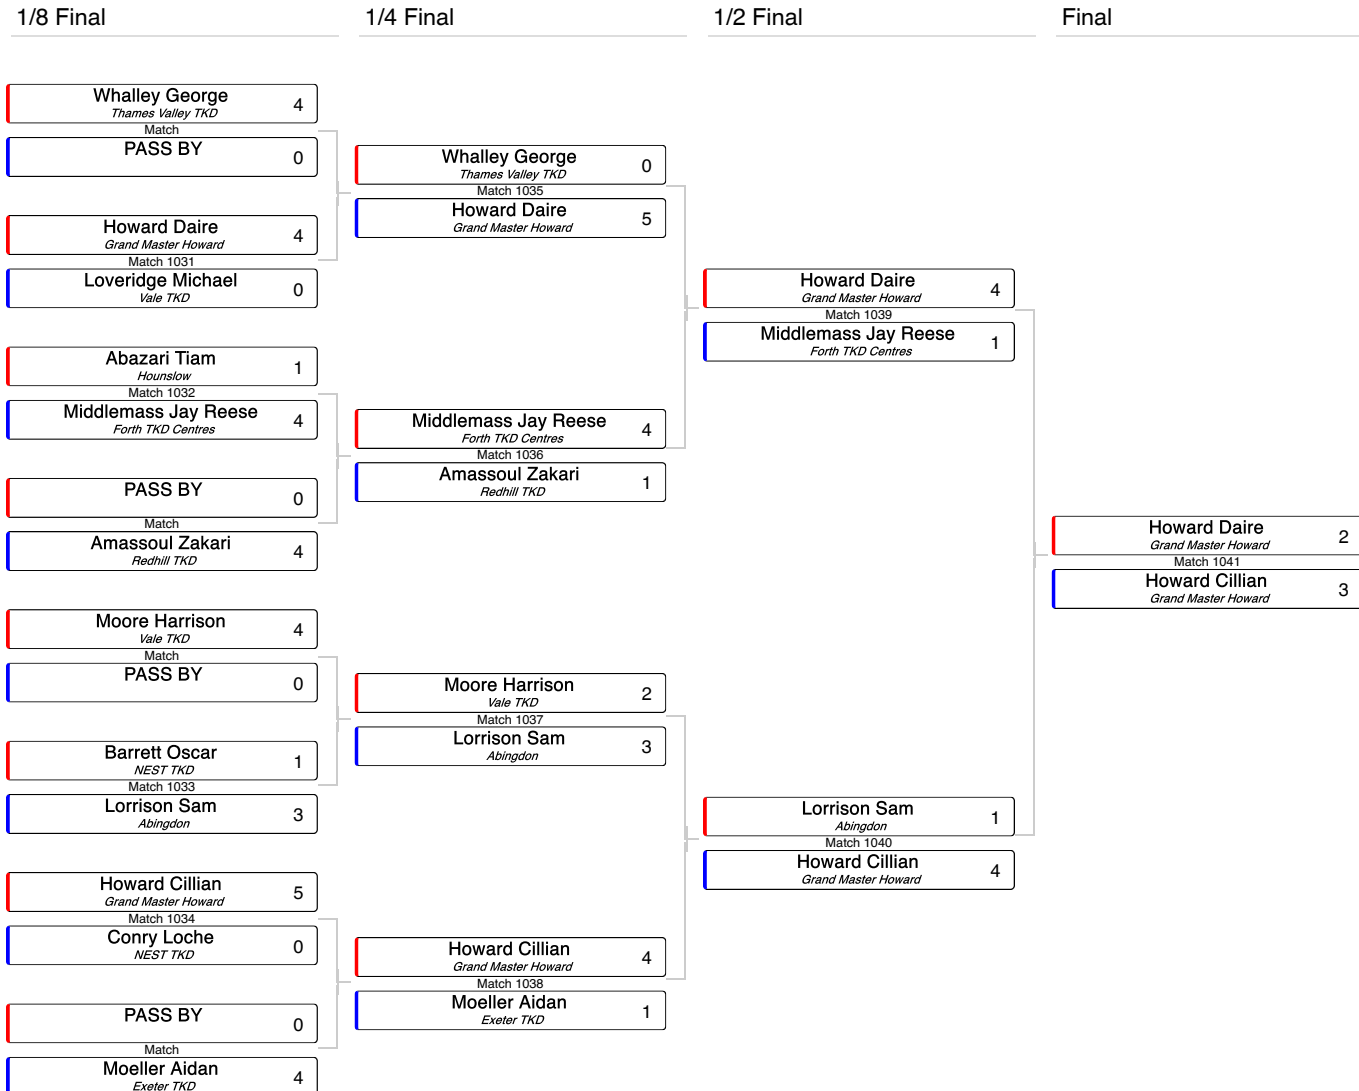 1/8 Final
1/4 Final
1/2 Final
Final
Whalley George
Thames Valley TKD
4
Match
PASS BY
0
Howard Daire
Grand Master Howard
4
Match 1031
Loveridge Michael
Vale TKD
0
Abazari Tiam
Hounslow
1
Match 1032
Middlemass Jay Reese
Forth TKD Centres
4
PASS BY
0
Match
Amassoul Zakari
Redhill TKD
4
Moore Harrison
Vale TKD
4
Match
PASS BY
0
Barrett Oscar
NEST TKD
1
Match 1033
Lorrison Sam
Abingdon
3
Howard Cillian
Grand Master Howard
5
Match 1034
Conry Loche
NEST TKD
0
PASS BY
0
Match
Moeller Aidan
Exeter TKD
4
Whalley George
Thames Valley TKD
0
Match 1035
Howard Daire
Grand Master Howard
5
Middlemass Jay Reese
Forth TKD Centres
4
Match 1036
Amassoul Zakari
Redhill TKD
1
Moore Harrison
Vale TKD
2
Match 1037
Lorrison Sam
Abingdon
3
Howard Cillian
Grand Master Howard
4
Match 1038
Moeller Aidan
Exeter TKD
1
Howard Daire
Grand Master Howard
4
Match 1039
Middlemass Jay Reese
Forth TKD Centres
1
Lorrison Sam
Abingdon
1
Match 1040
Howard Cillian
Grand Master Howard
4
Howard Daire
Grand Master Howard
2
Match 1041
Howard Cillian
Grand Master Howard
3